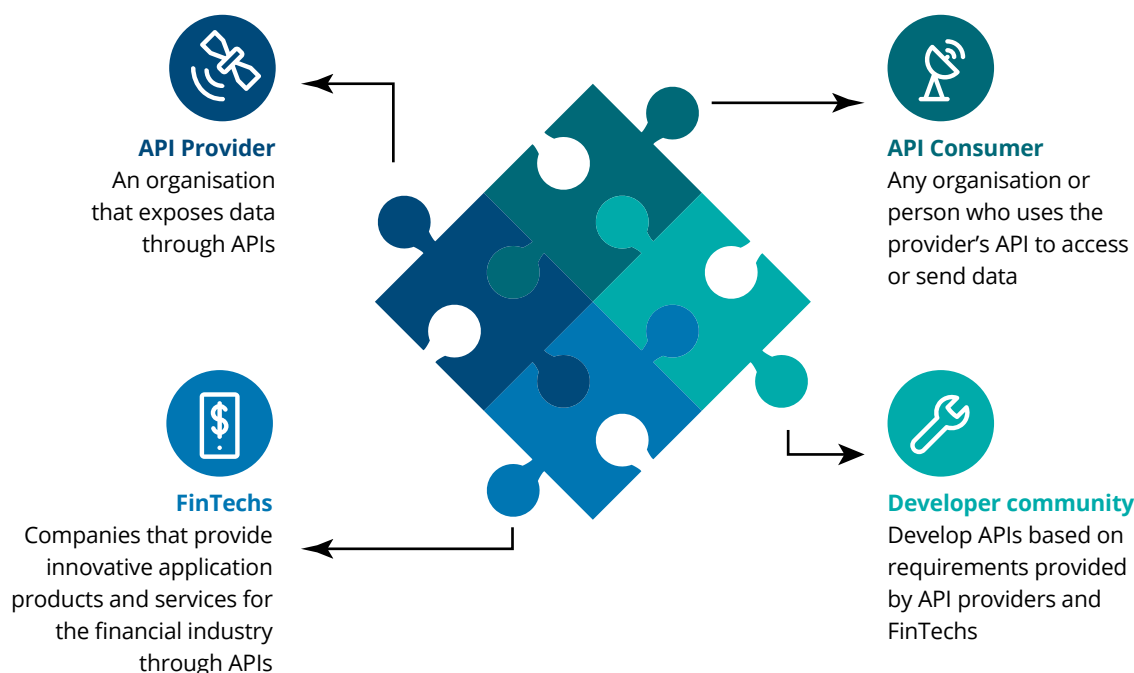 API Provider
An organisation
that exposes data
through APIs
API Consumer
Any organisation or
person who uses the
provider’s API to access
or send data
$
FinTechs
Companies that provide
innovative application
products and services for
the financial industry
through APIs
Developer community
Develop APIs based on
requirements provided
by API providers and
FinTechs